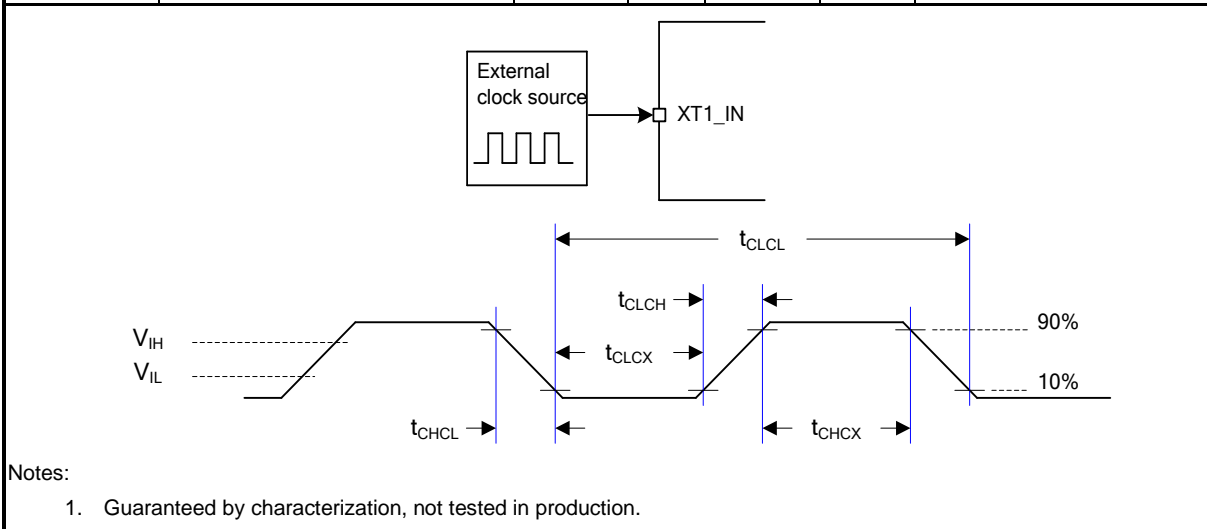 External
clock source
XT1_IN
tCLCL
tCLCH
VIH
90%
tCLCX
VIL
10%
tCHCL
tCHCX
Notes:
1. Guaranteed by characterization, not tested in production.